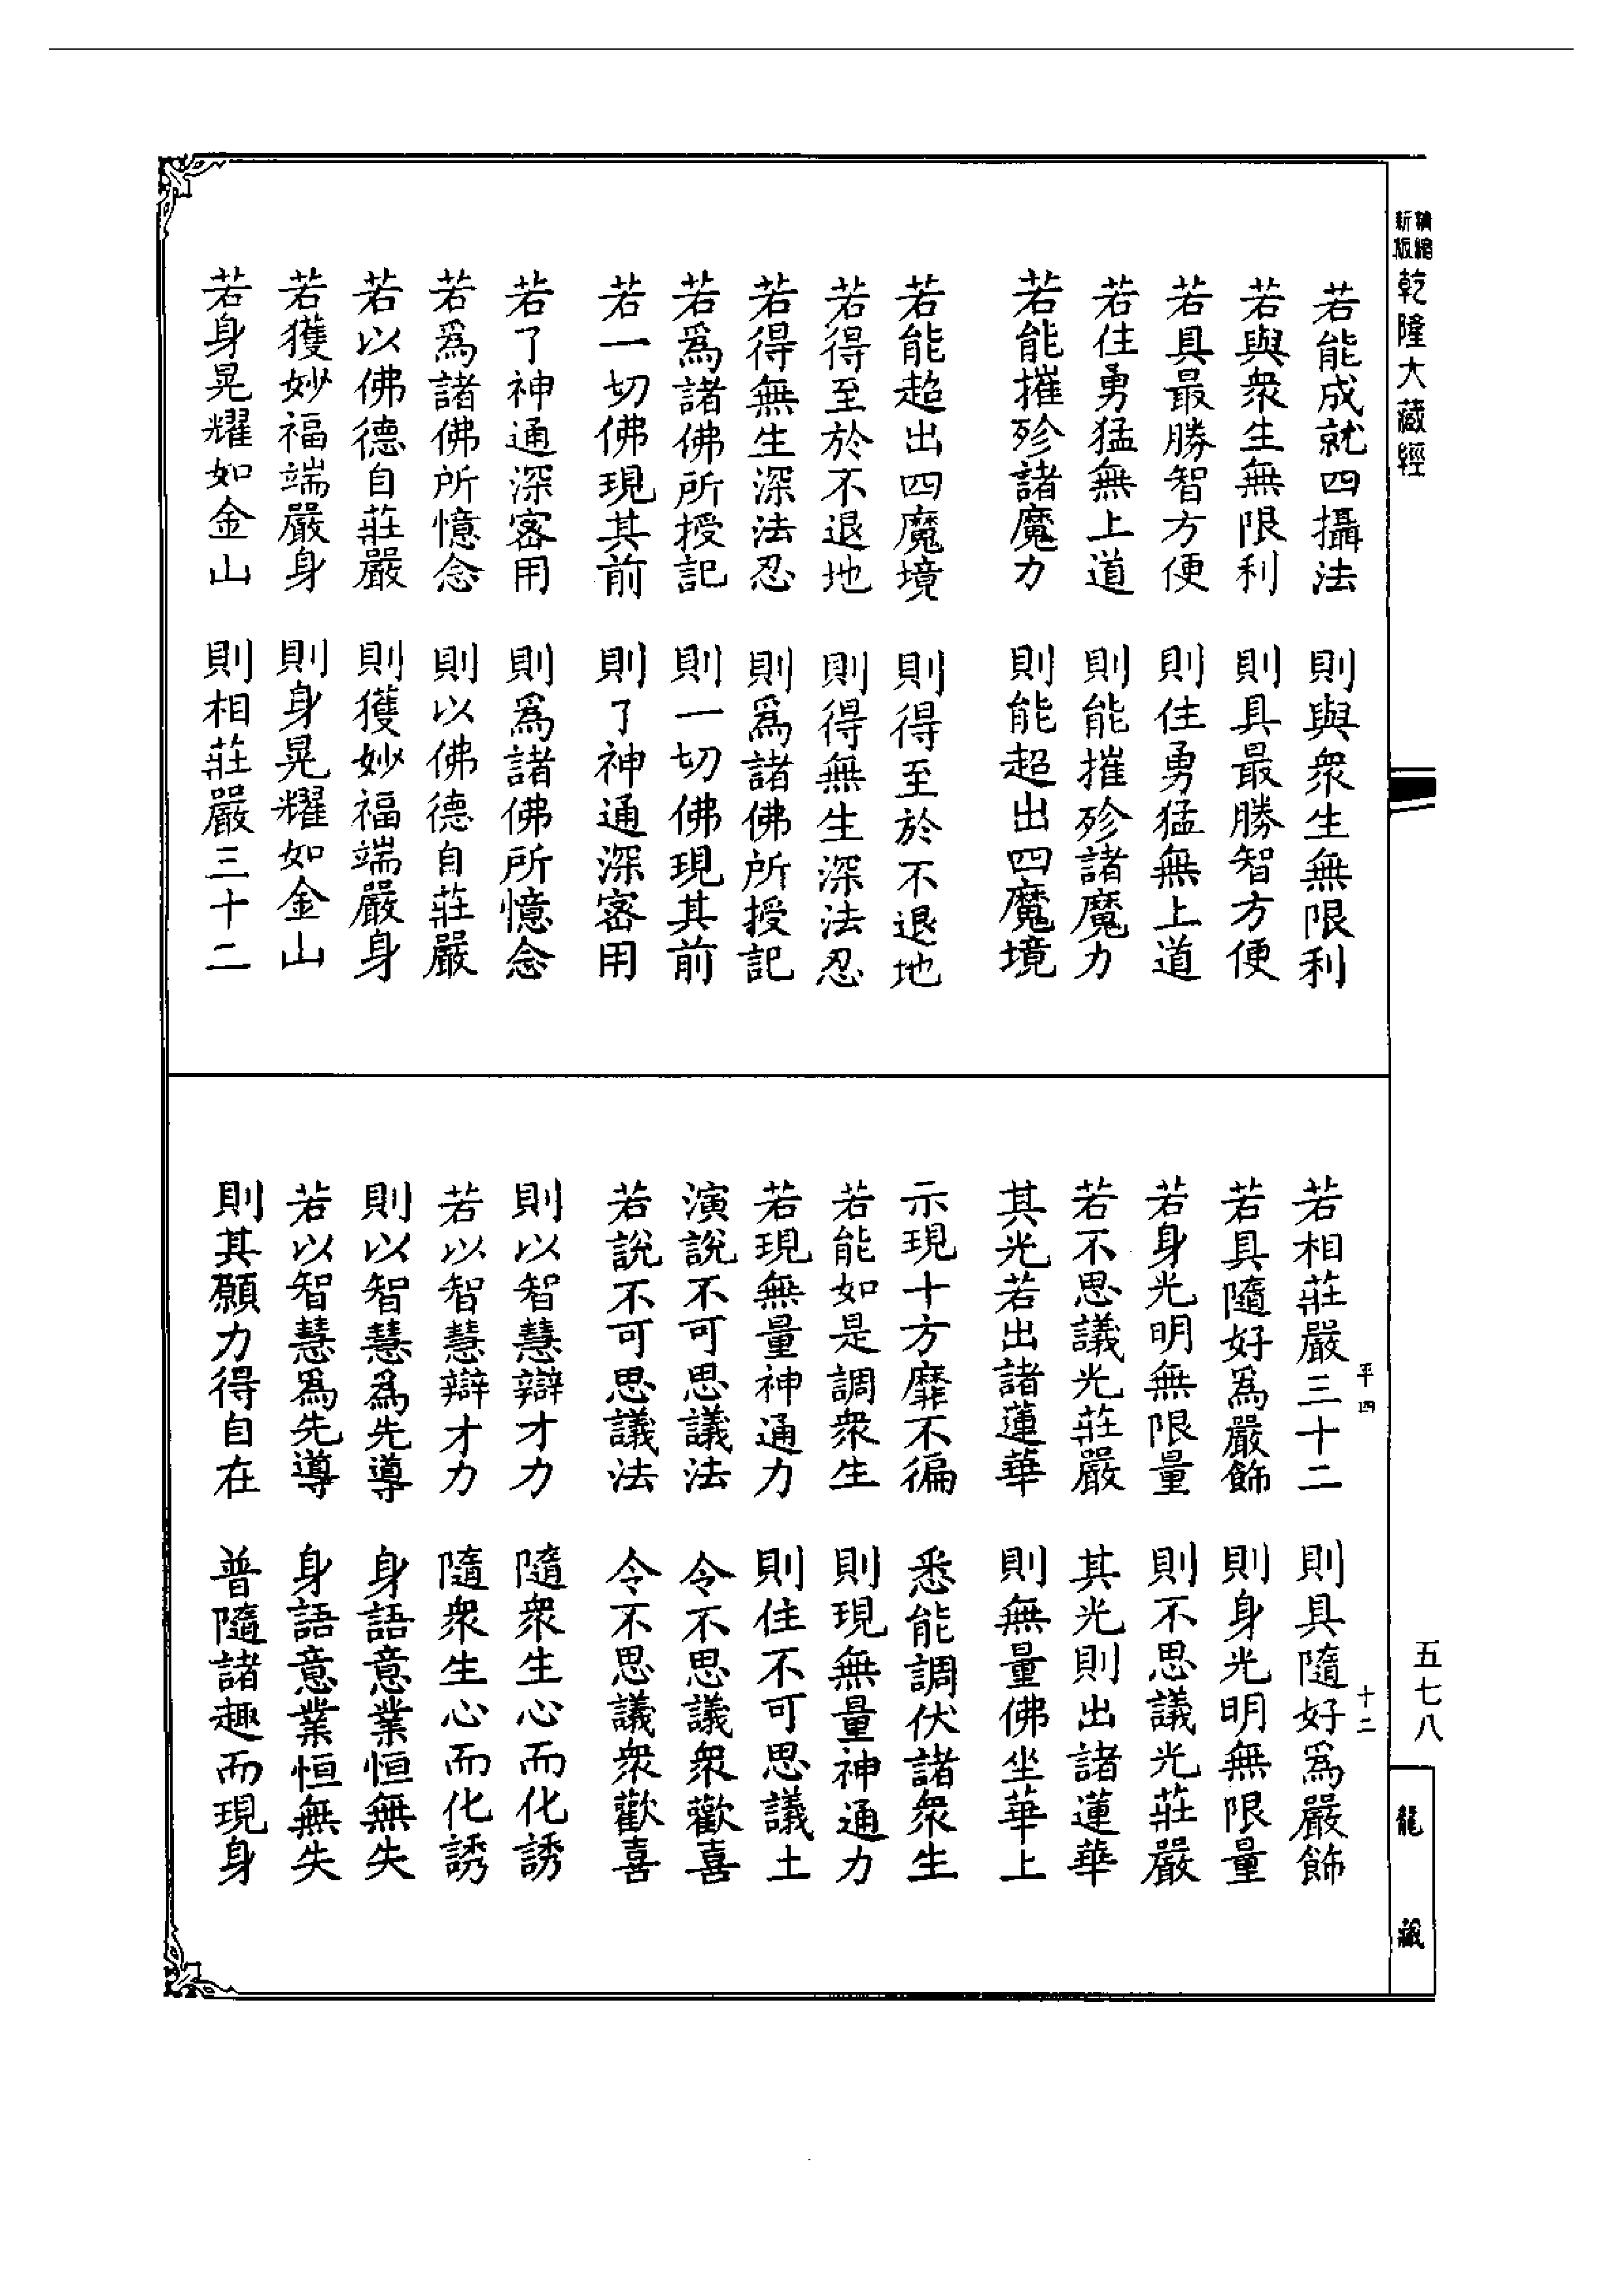 精縮
新版
乾隆大藏經
若能成就四攝法　則與衆生無限利
若與衆生無限利　則具最勝智方便
若具最勝智方便　則住勇猛無上道
若住勇猛無上道　則能摧殄諸魔力
若能摧殄諸魔力　則能超出四魔境
若能超出四魔境　則得至於不退地
若得至於不退地　則得無生深法忍
若得無生深法忍　則爲諸佛所授記
若爲諸佛所授記　則一切佛現其前
若一切佛現其前　則了神通深密用
若了神通深密用　則爲諸佛所憶念
若爲諸佛所憶念　則以佛德自莊嚴
若以佛德自莊嚴　則獲妙福端嚴身
若獲妙福端嚴身　則身晃耀如金山
若身晃耀如金山　則相莊嚴三十二
平四　十二
若相莊嚴三十二　則具隨好爲嚴飾
若具隨好爲嚴飾　則身光明無限量
若身光明無限量　則不思議光莊嚴
若不思議光莊嚴　其光則出諸蓮華
其光若出諸蓮華　則無量佛坐華上
示現十方靡不徧　悉能調伏諸衆生
若能如是調衆生　則現無量神通力
若現無量神通力　則住不可思議土
演說不可思議法　令不思議衆歡喜
若說不可思議法　令不思議衆歡喜
則以智慧辯才力　隨衆生心而化誘
若以智慧辯才力　隨衆生心而化誘
則以智慧爲先導　身語意業恒無失
若以智慧爲先導　身語意業恒無失
則其願力得自在　普隨諸趣而現身
五七八
龍藏